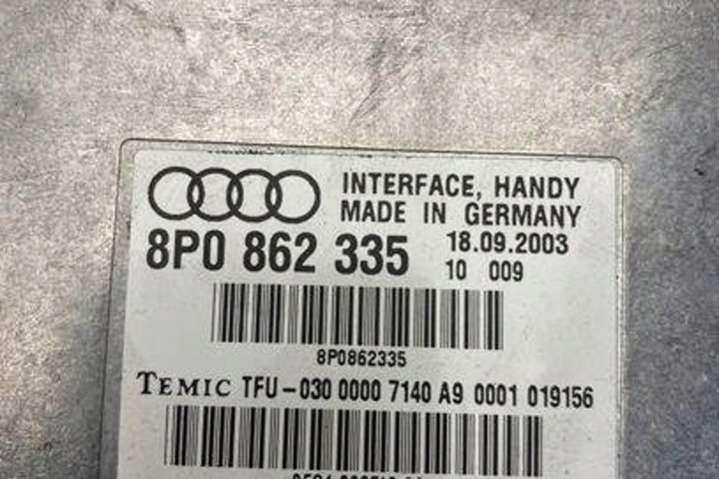 INTERFACE, HANDY
MADE IN GERMANY
8P0 862 335 18.09.2003
10 009
8P0862335
TEMIC TFU-030 0000 7140 A9 0001 019156